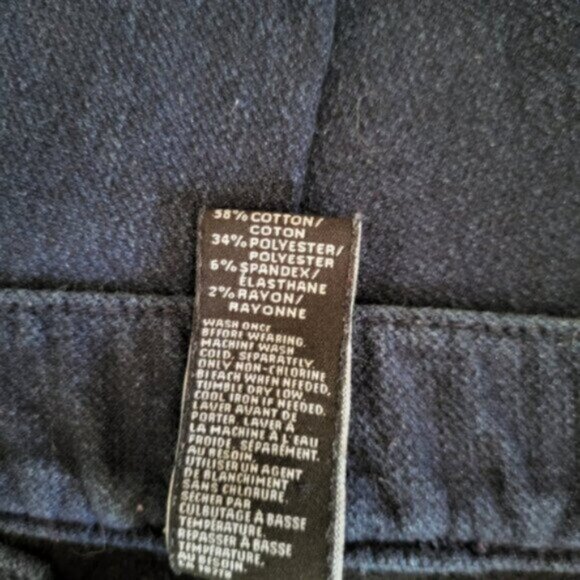 58% COTTON/
COTON
34% POLYESTER/
POLYESTER
6% SPANDEX/
ELASTHANE
2% RAYON/
RAYONNE
WASH ONCE
BEFORE WEARING.
MACHINE WASH
COLD, SEPARATELY.
ONLY NON-CHLORINE
BLEACH WHEN NEEDED.
TUMBLE DRY LOW.
COOL IRON IF NEEDED.
LAVER AVANT DE
PORTER. LAVER À
LA MACHINE À L'EAU
FROIDE, SÉPARÉMENT.
AU BESOIN,
UTILISER UN AGENT
DE BLANCHIMENT
SANS CHLORURE.
SÉCHER PAR
CULBUTAGE À BASSE
TEMPÉRATURE.
REPASSER À BASSE
TEMPÉRATURE,
AU BESOIN.